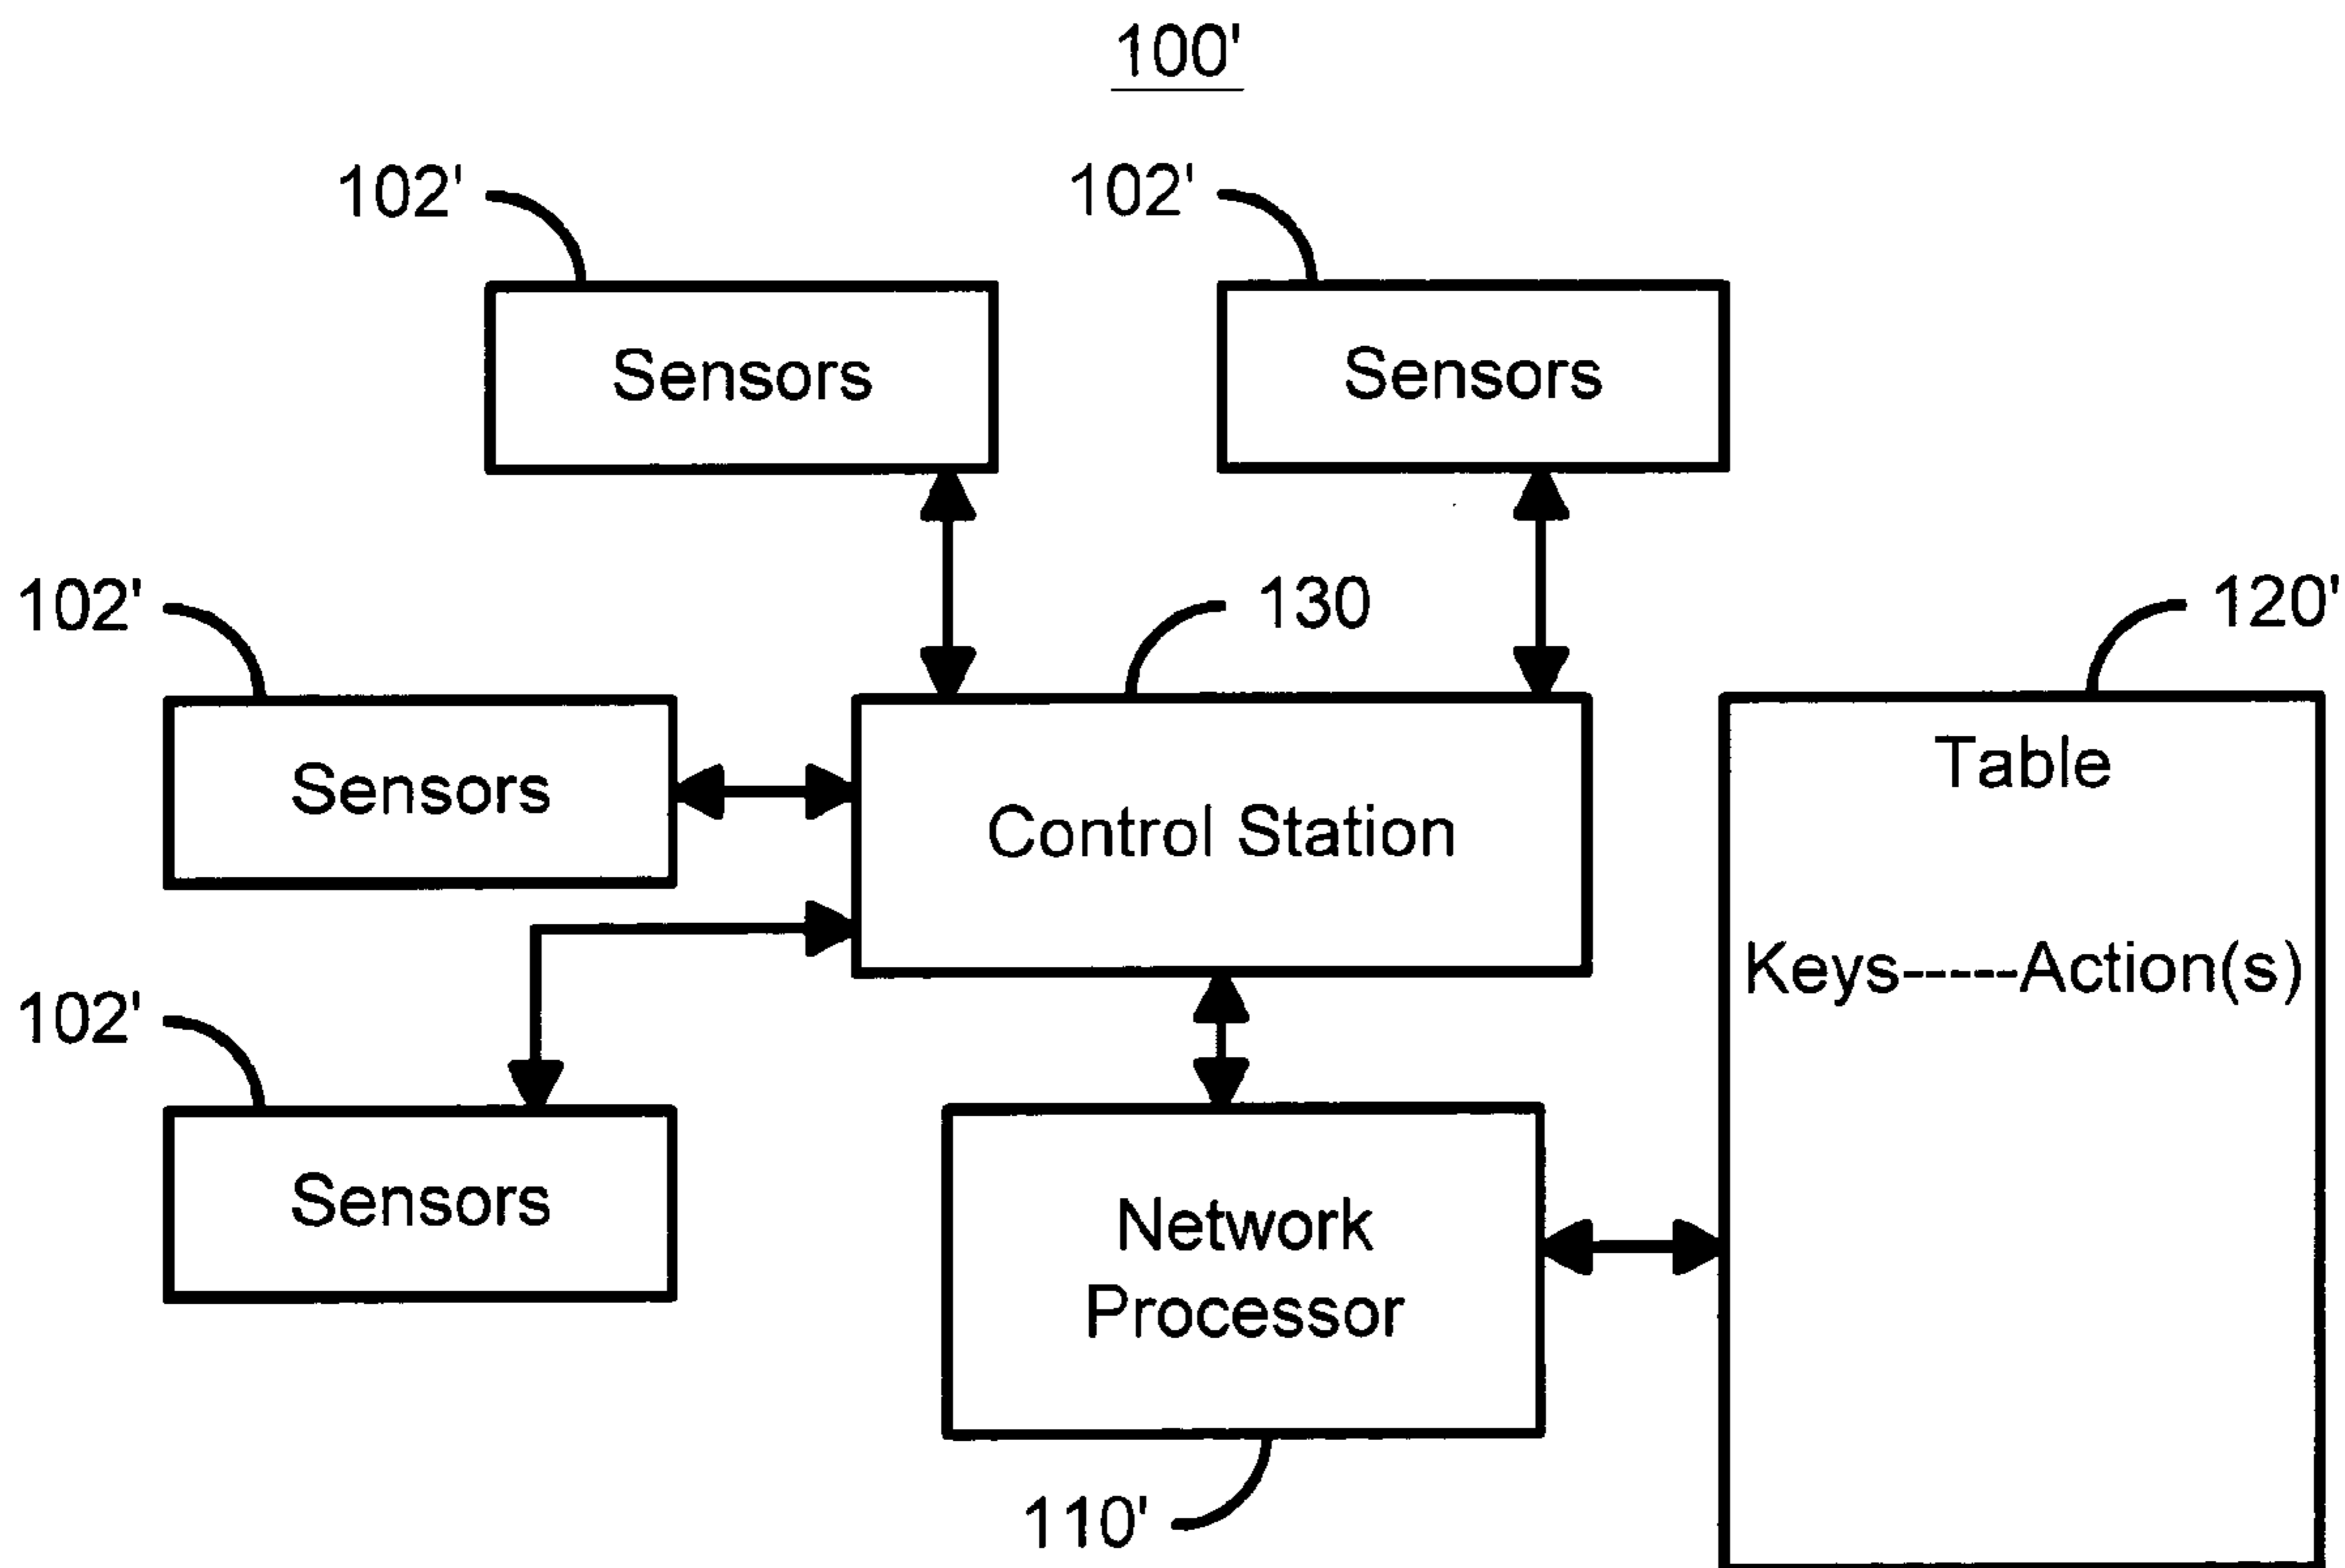 100'
102'
102'
Sensors
Sensors
102'
130
120'
Sensors
Control Station
Table
Keys-----Action(s)
102'
Sensors
Network
Processor
110'